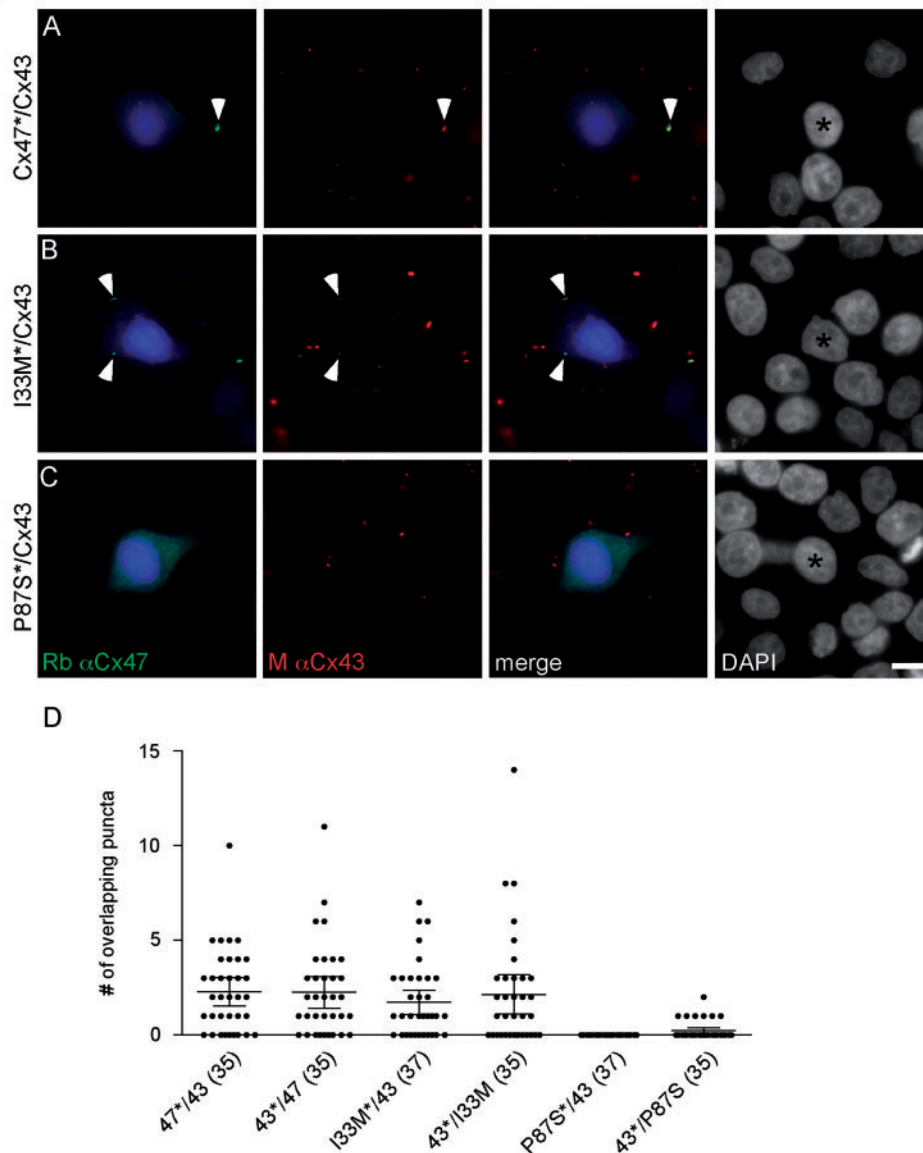 A
Cx47*/Cx43
*
B
I33M*/Cx43
*
C
P87S*/Cx43
*
Rb αCx47
M αCx43
merge
DAPI
D
# of overlapping puncta
15
10
5
0
47*/43 (35)
43*/47 (35)
I33M*/43 (37)
43*/I33M (35)
P87S*/43 (37)
43*/P87S (35)